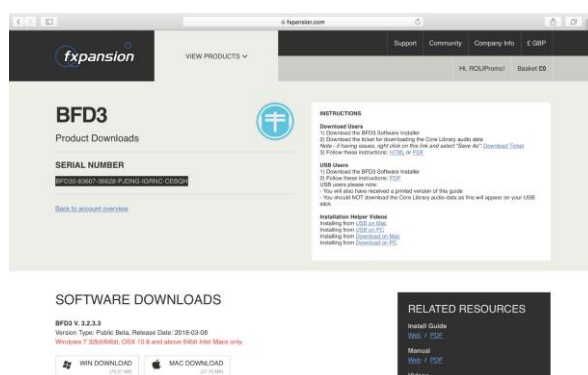 fxpansion.com
fxpansion
VIEW PRODUCTS
Support Community Company Info £ GBP
Hi, ROLIPromo! Basket £0
BFD3
Product Downloads
SERIAL NUMBER
BFD30-83607-36628-PJDNG-IGRNC-CEBQH
Back to account overview
INSTRUCTIONS
Download Users
1) Download the BFD3 Software Installer
2) Download the ticket for downloading the Core Library audio data
Note - if having issues, right click on this link and select "Save As": Download Ticket
3) Follow these instructions: HTML or PDF
USB Users
1) Download the BFD3 Software Installer
2) Follow these instructions: PDF
USB users please note:
- You will also have received a printed version of this guide
- You should NOT download the Core Library audio data as this will appear on your USB
stick
Installation Helper Videos
Installing from USB on Mac
Installing from USB on PC
Installing from Download on Mac
Installing from Download on PC
SOFTWARE DOWNLOADS
BFD3 V. 3.2.3.3
Version Type: Public Beta, Release Date: 2018-03-08
Windows 7 32bit/64bit, OSX 10.8 and above 64bit Intel Macs only.
WIN DOWNLOAD
MAC DOWNLOAD
RELATED RESOURCES
Install Guide
Web / PDF
Manual
Web / PDF
Videos